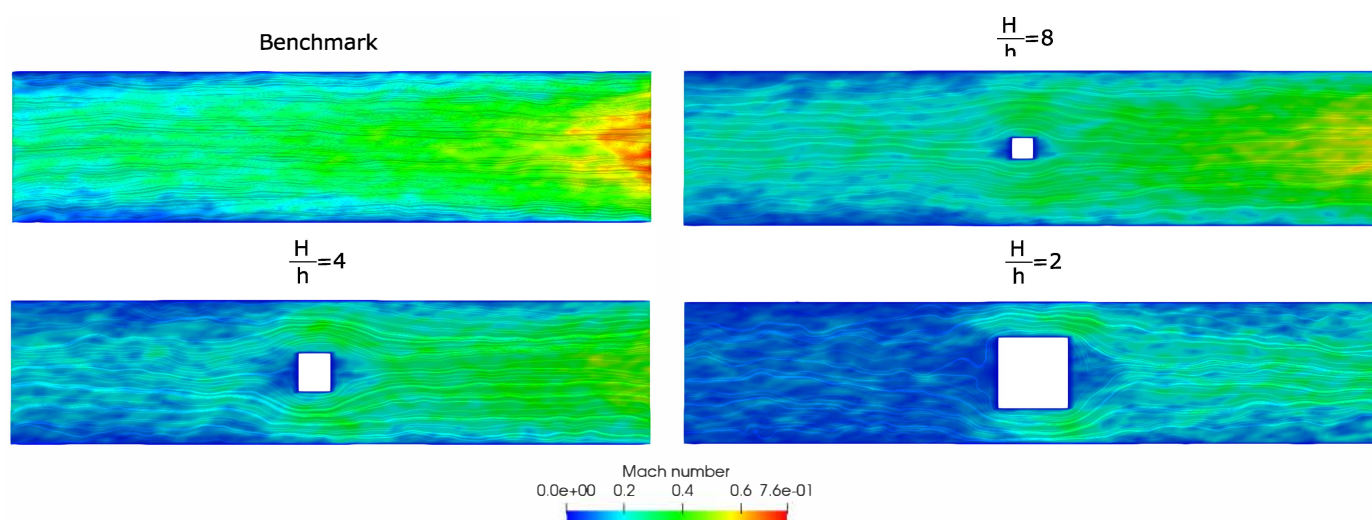 Benchmark
H
h
=8
H
h
=4
H
h
=2
Mach number
0.0e+00 0.2 0.4 0.6 7.6e-01